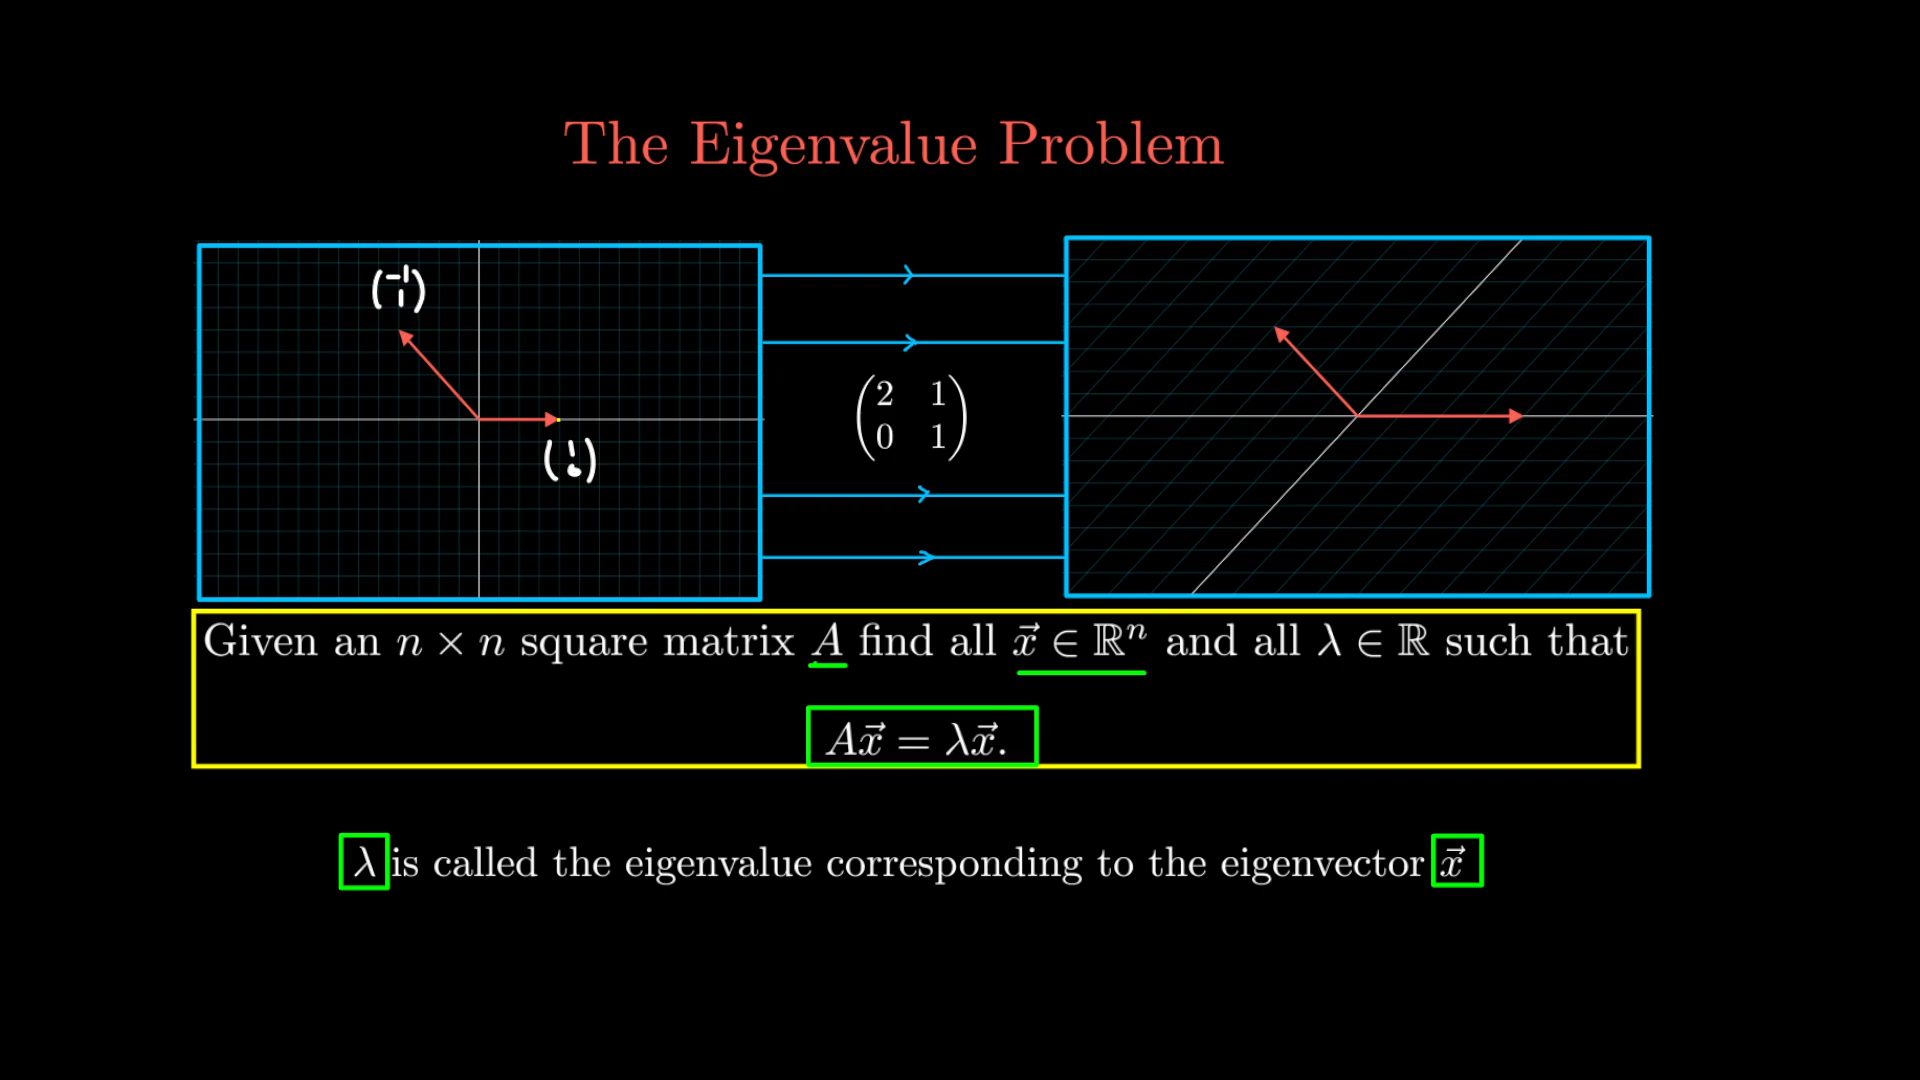 The Eigenvalue Problem
(-1
1)
(2 1
0 1)
(1
0)
Given an n × n square matrix A find all x⃗ ∈ ℝⁿ and all λ ∈ ℝ such that
Ax⃗ = λx⃗.
λ is called the eigenvalue corresponding to the eigenvector x⃗